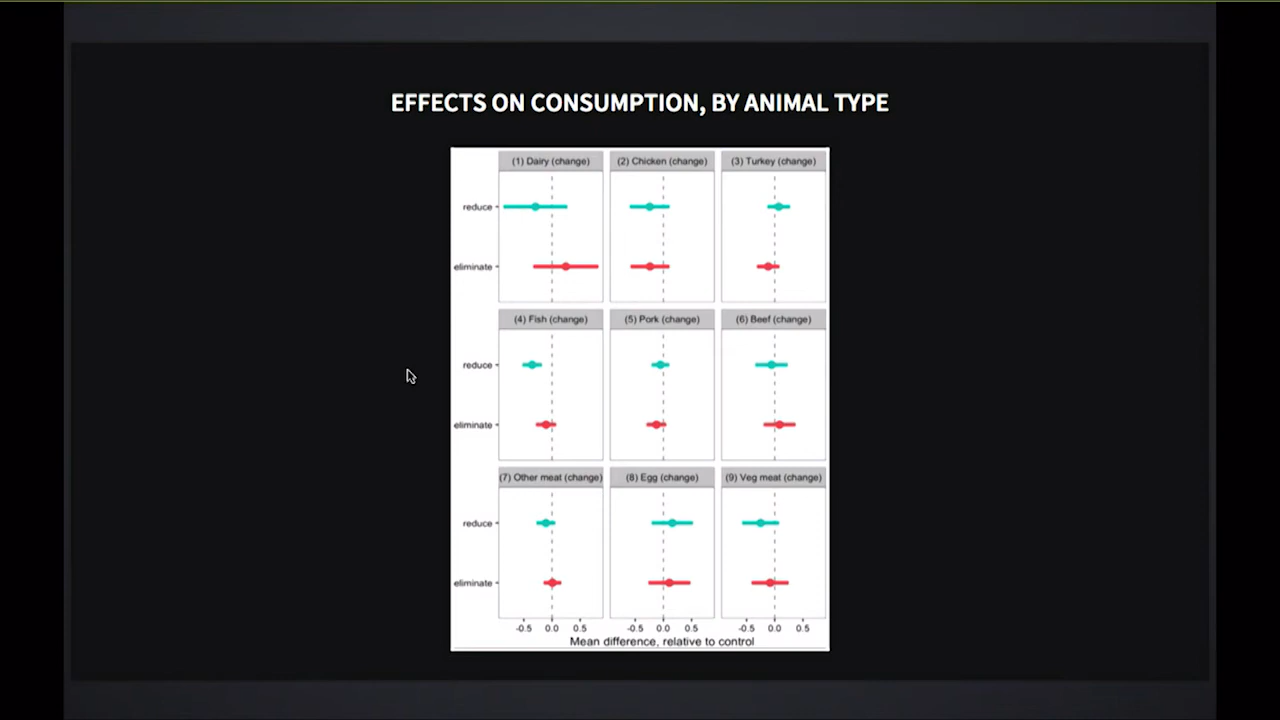 EFFECTS ON CONSUMPTION, BY ANIMAL TYPE
(1) Dairy (change) (2) Chicken (change) (3) Turkey (change)
reduce
eliminate
(4) Fish (change) (5) Pork (change) (6) Beef (change)
reduce
eliminate
(7) Other meat (change) (8) Egg (change) (9) Veg meat (change)
reduce
eliminate
-0.5 0.0 0.5 -0.5 0.0 0.5 -0.5 0.0 0.5
Mean difference, relative to control